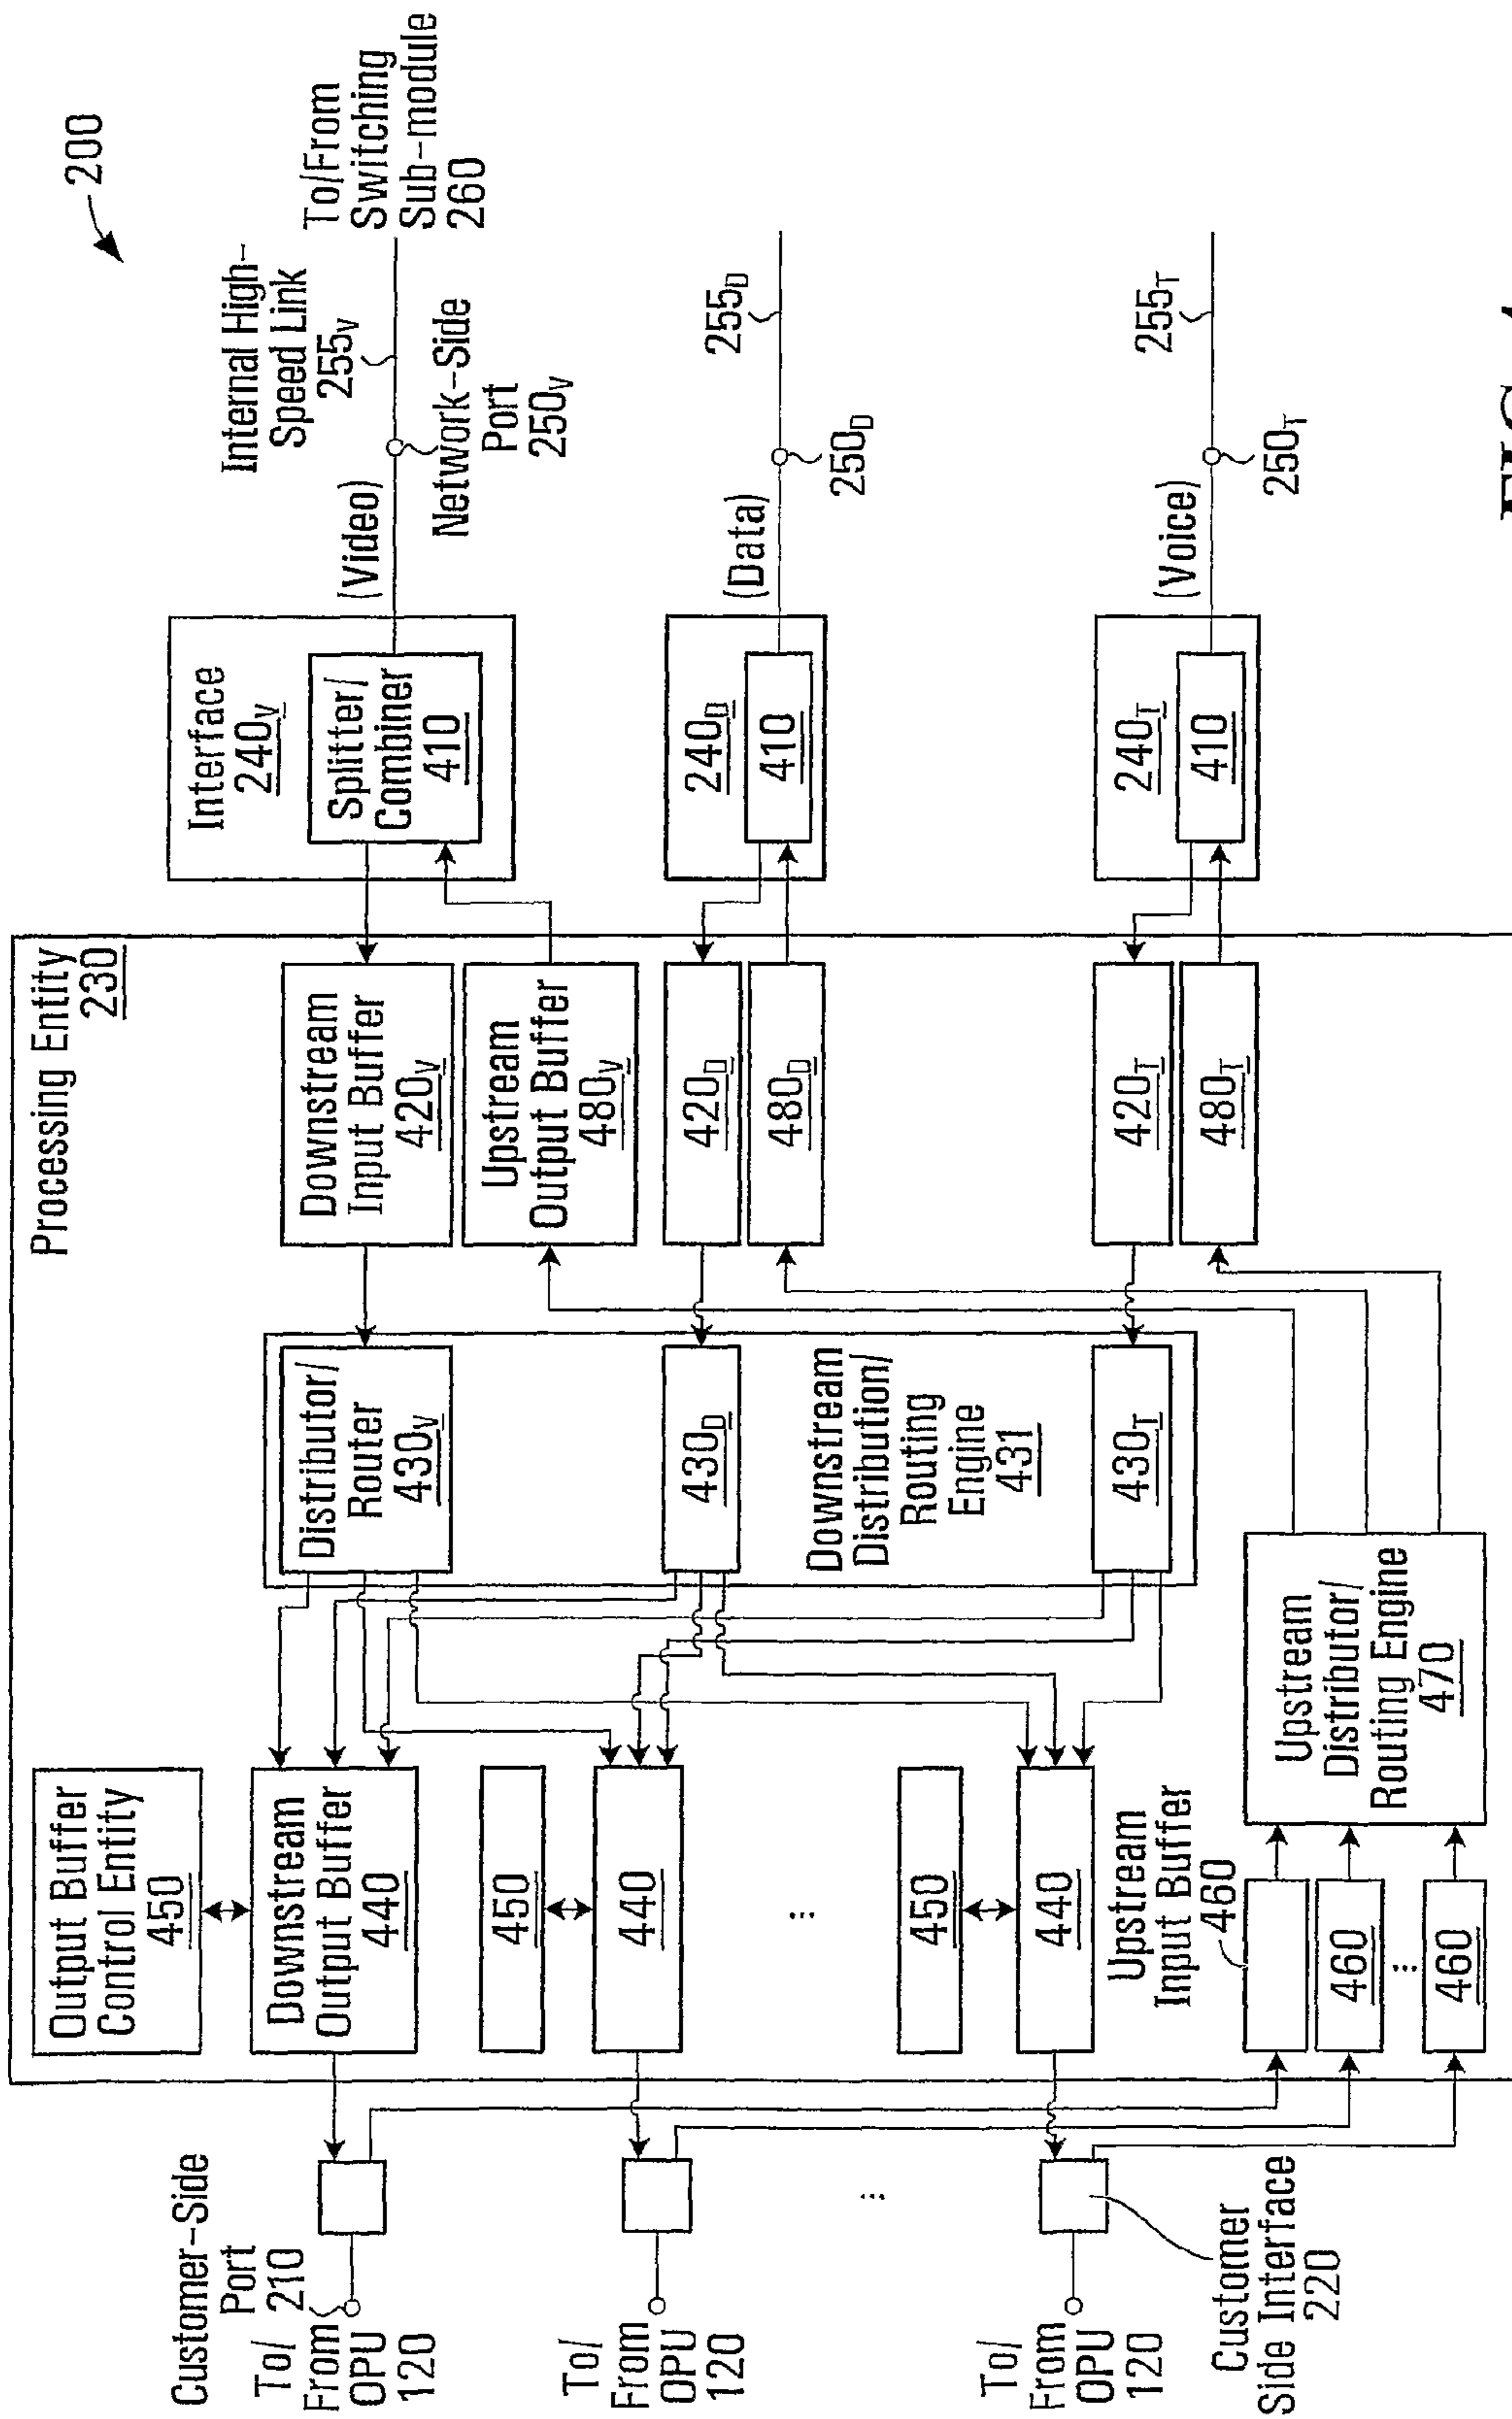 200
Processing Entity
230
Output Buffer
Control Entity
450
Downstream
Output Buffer
440
450
440
...
450
440
Upstream
Input Buffer
460
460
...
460
Distributor/
Router
430V
430D
Downstream
Distribution/
Routing
Engine
431
430T
Upstream
Distributor/
Routing Engine
470
Downstream
Input Buffer
420V
Upstream
Output Buffer
480V
420D
480D
420T
480T
Interface
240V
Splitter/
Combiner
410
240D
410
240T
410
(Video)
(Data)
(Voice)
Internal High-
Speed Link
255V
Network-Side
Port
250V
To/From
Switching
Sub-module
260
255D
250D
255T
250T
Customer-Side
Port
210
To/
From
OPU
120
To/
From
OPU
120
...
To/
From
OPU
120
Customer
Side Interface
220